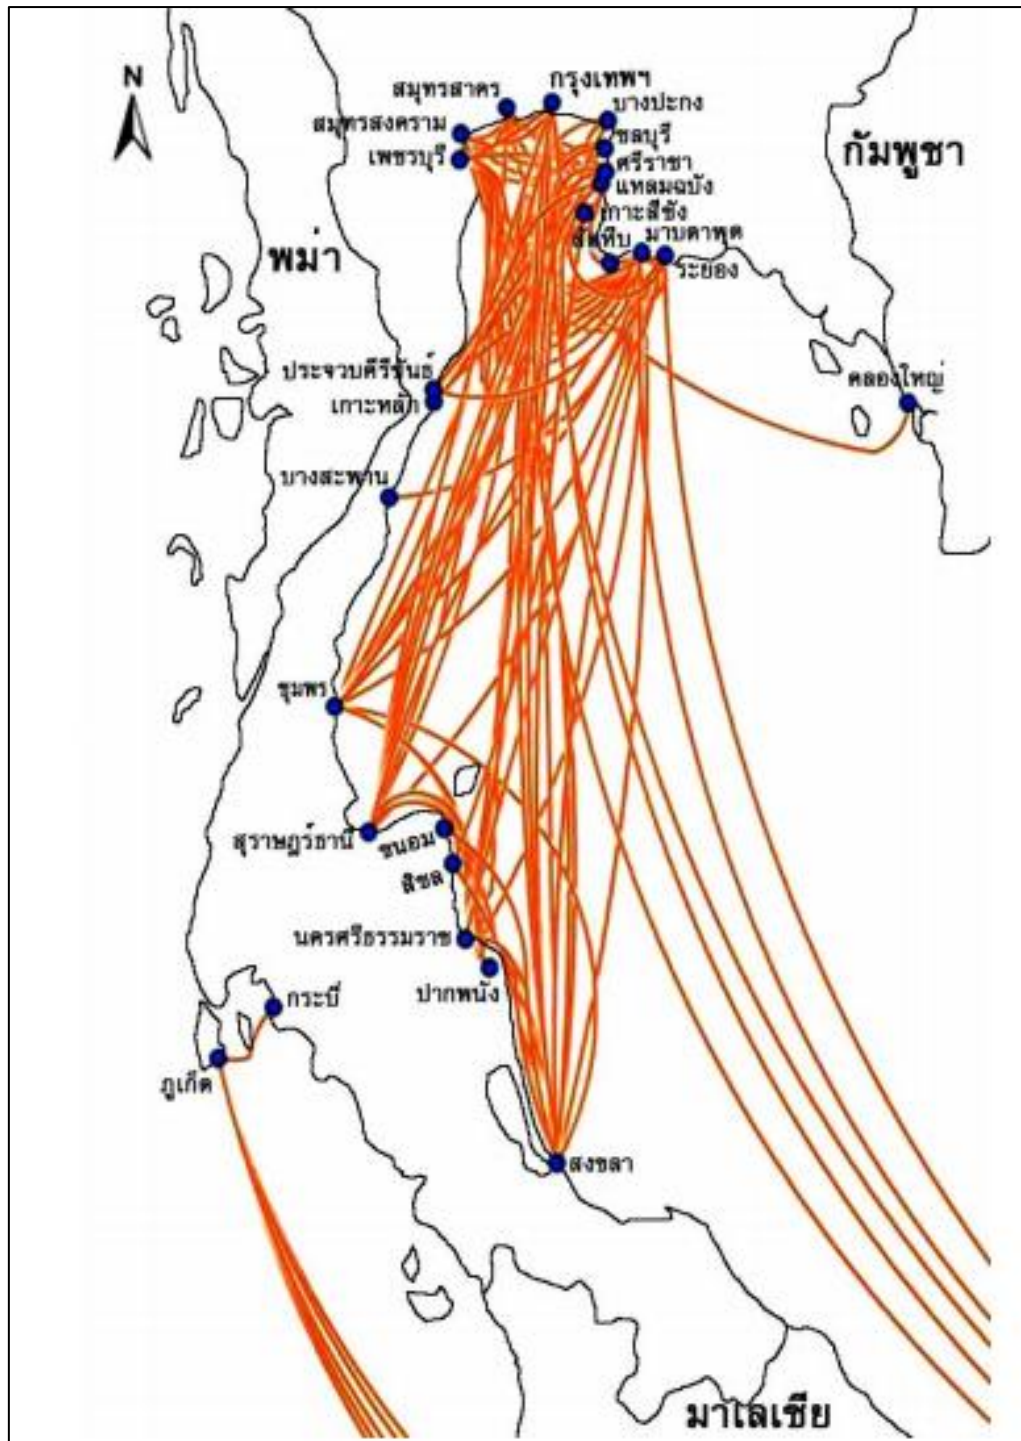 N
กรุงเทพฯ
สมุทรสาคร
บางปะกง
สมุทรสงคราม
ชลบุรี
เพชรบุรี
ศรีราชา
กัมพูชา
แหลมฉบัง
เกาะสีชัง
มาบตาพุด
สัตหีบ
พม่า
ระยอง
ประจวบคีรีขันธ์
คลองใหญ่
เกาะหลัก
บางสะพาน
ชุมพร
สุราษฎร์ธานี
ขนอม
สิชล
นครศรีธรรมราช
ปากพนัง
กระบี่
ภูเก็ต
สงขลา
มาเลเซีย